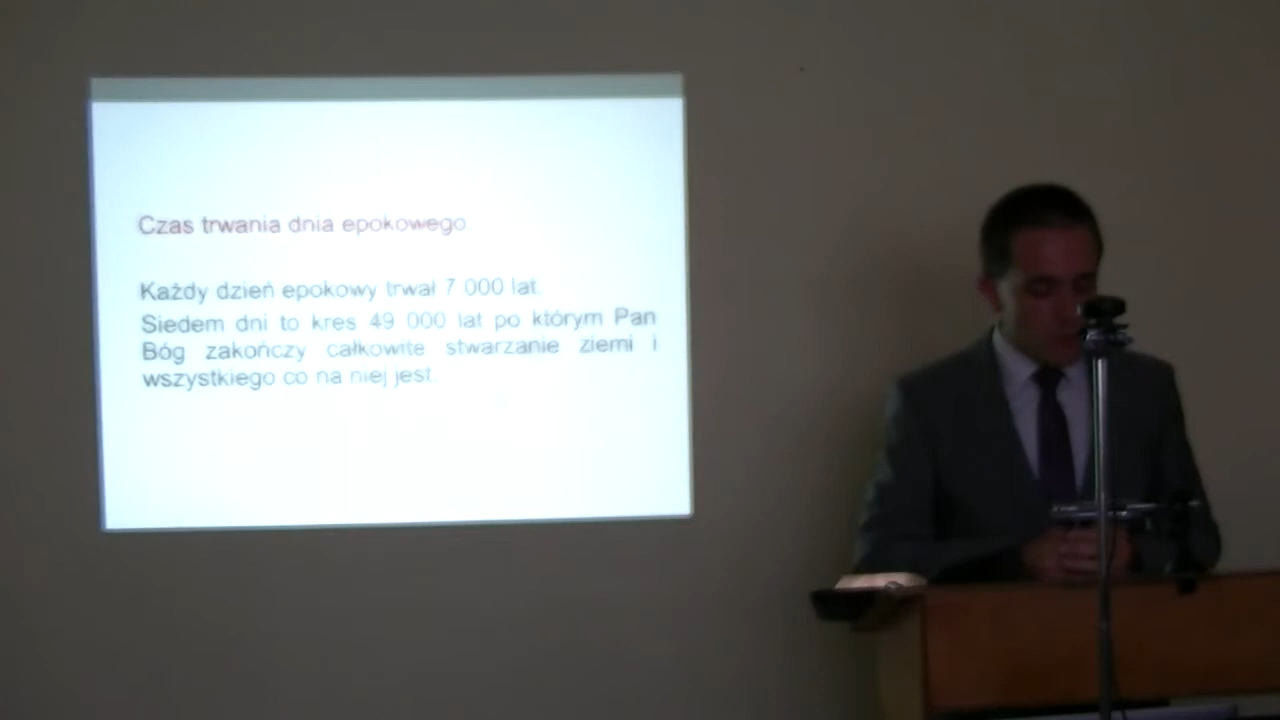 Czas trwania dnia epokowego
Każdy dzień epokowy trwał 7 000 lat.
Siedem dni to kres 49 000 lat po którym Pan
Bóg zakończy całkowite stwarzanie ziemi i
wszystkiego co na niej jest.